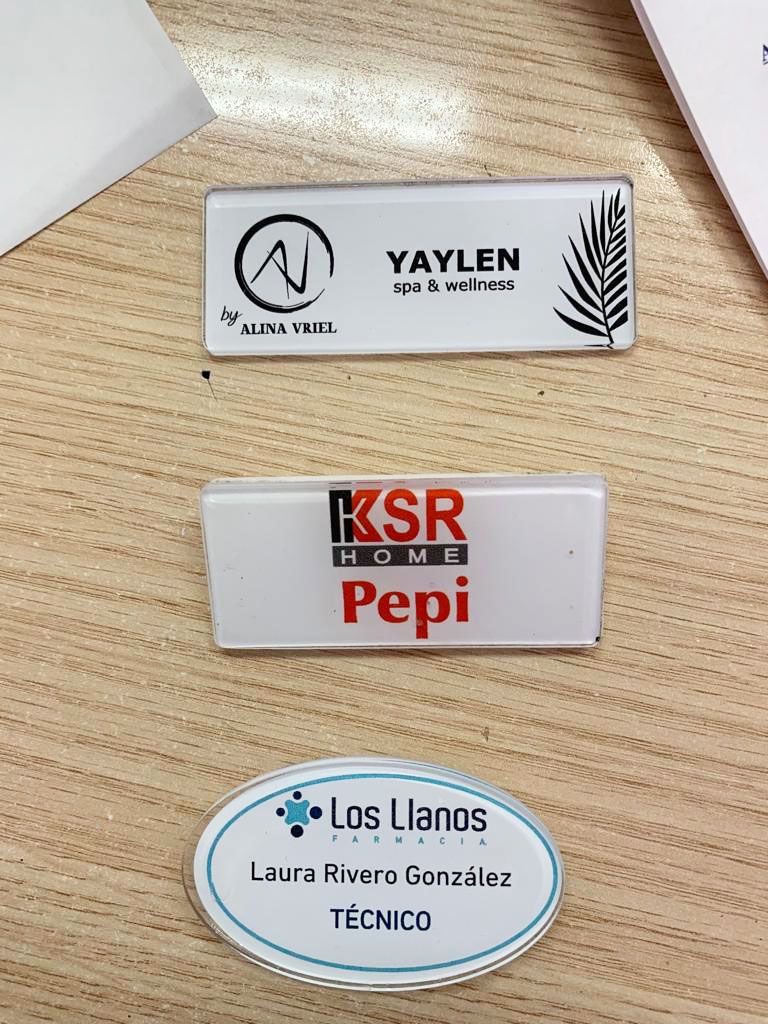 YAYLEN
spa & wellness
by
ALINA VRIEL
KSR
HOME
Pepi
Los Llanos
FARMACIA
Laura Rivero González
TÉCNICO